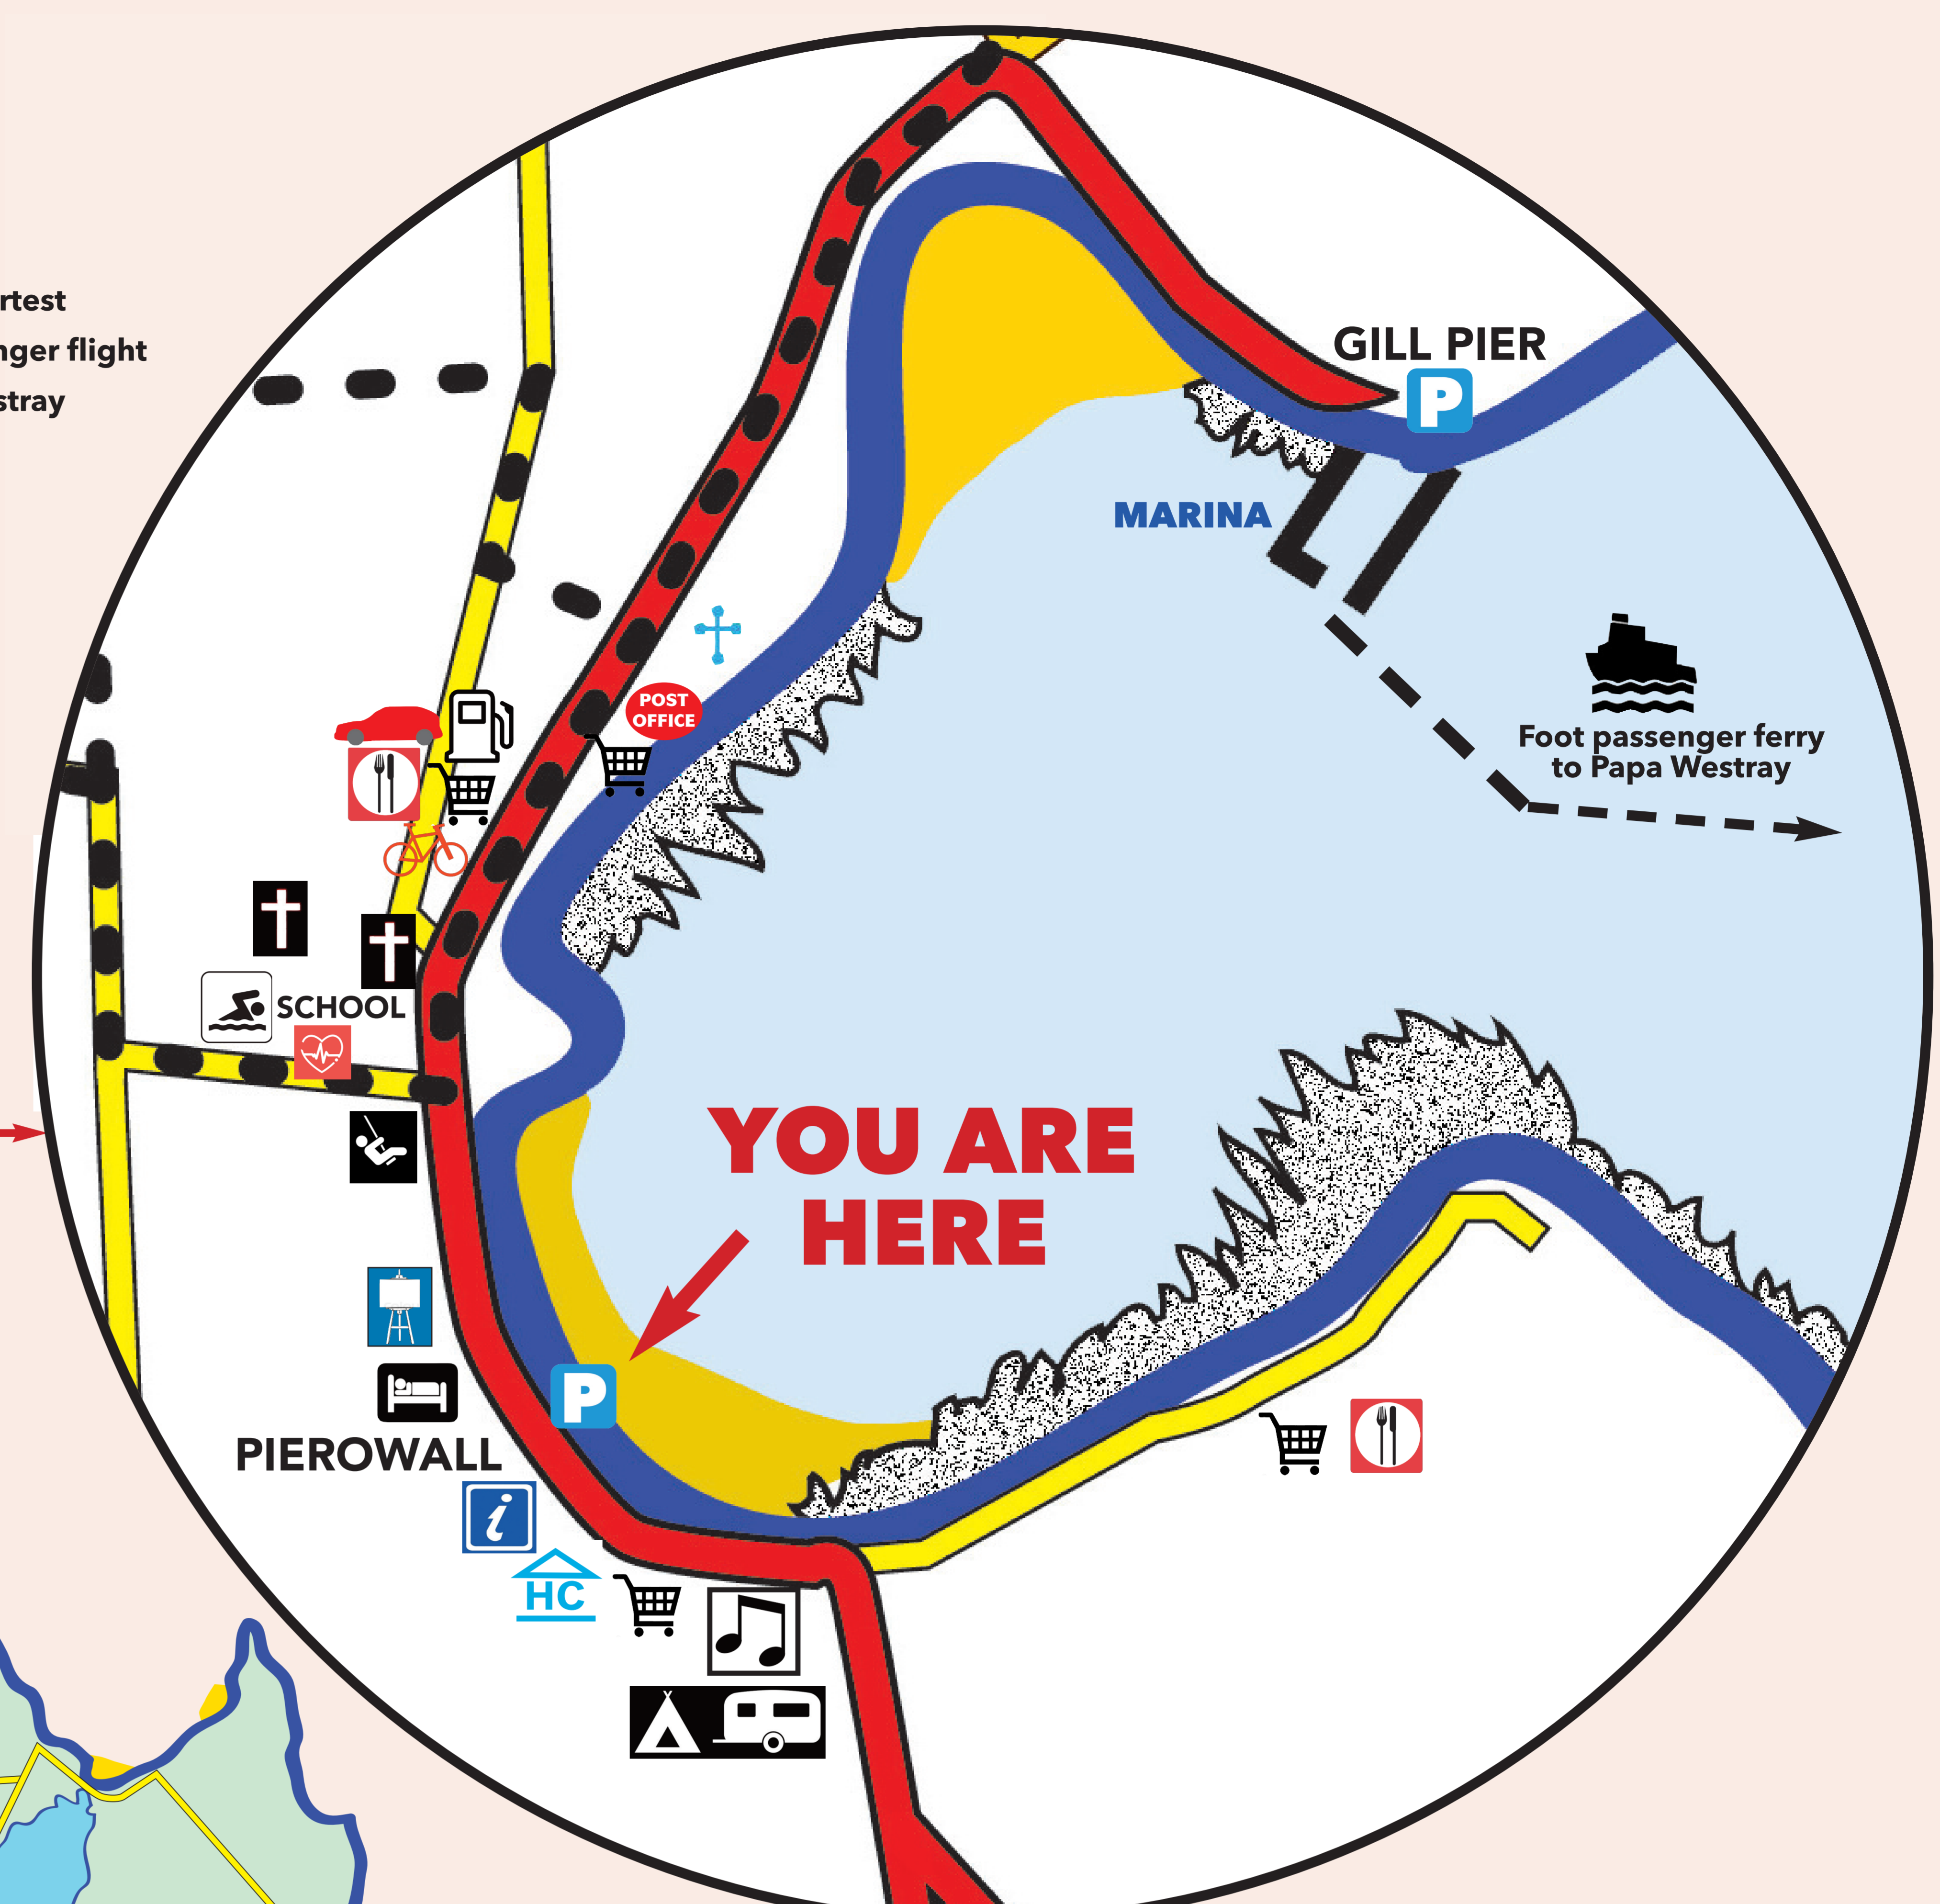 rtest
nger flight
stray
GILL PIER
P
MARINA
POST
OFFICE
Foot passenger ferry
to Papa Westray
SCHOOL
YOU ARE
HERE
P
PIEROWALL
i
HC